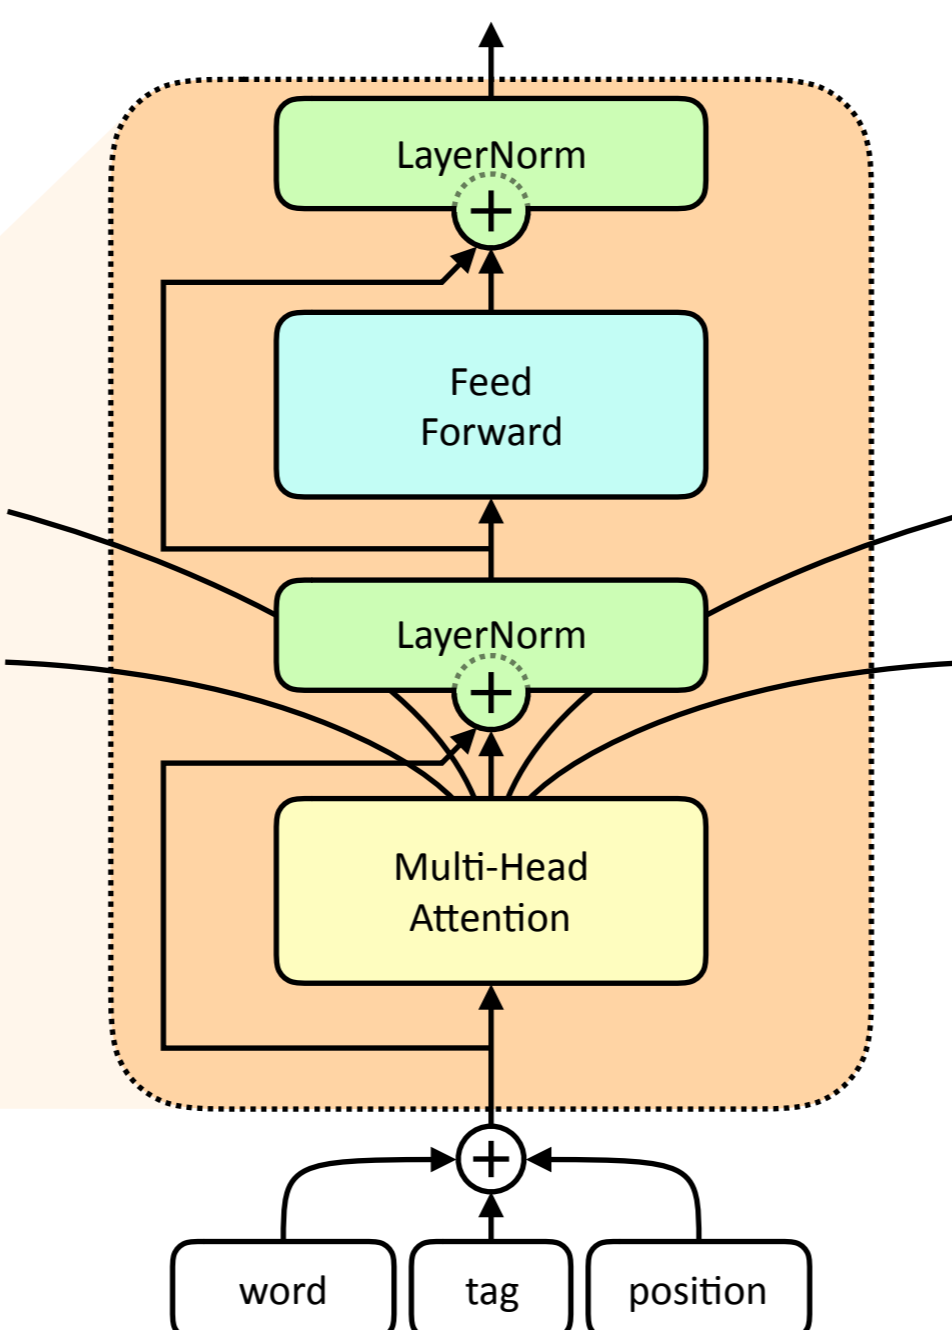 LayerNorm
+
Feed
Forward
LayerNorm
+
Multi-Head
Attention
+
word tag position